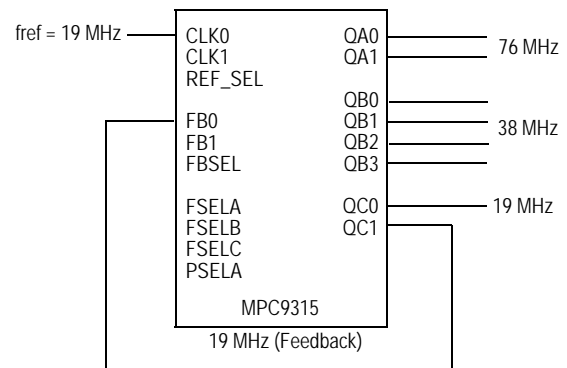 fref = 19 MHz
CLK0
CLK1
REF_SEL
FB0
FB1
FBSEL
FSELA
FSELB
FSELC
PSELA
QA0
QA1
QB0
QB1
QB2
QB3
QC0
QC1
76 MHz
38 MHz
19 MHz
MPC9315
19 MHz (Feedback)